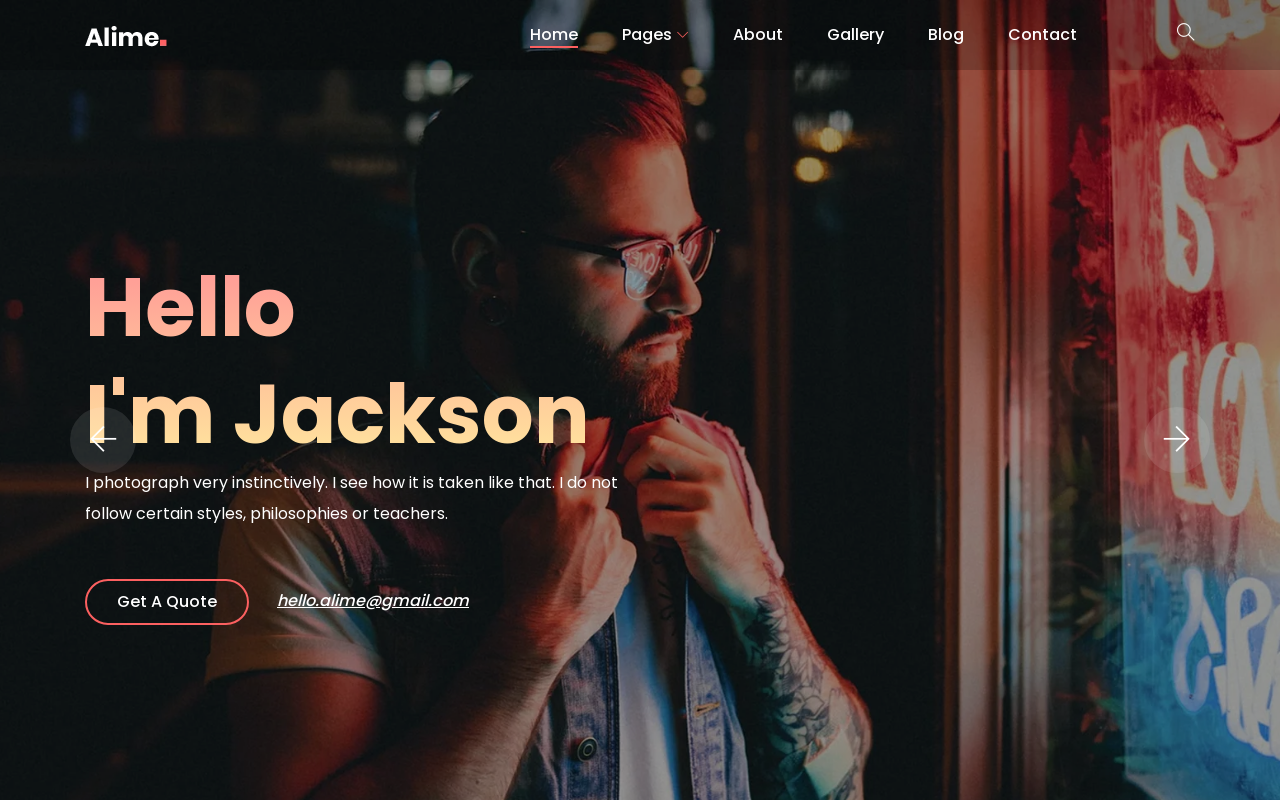 Alime.
Home Pages About Gallery Blog Contact
Hello
I'm Jackson
I photograph very instinctively. I see how it is taken like that. I do not
follow certain styles, philosophies or teachers.
Get A Quote hello.alime@gmail.com